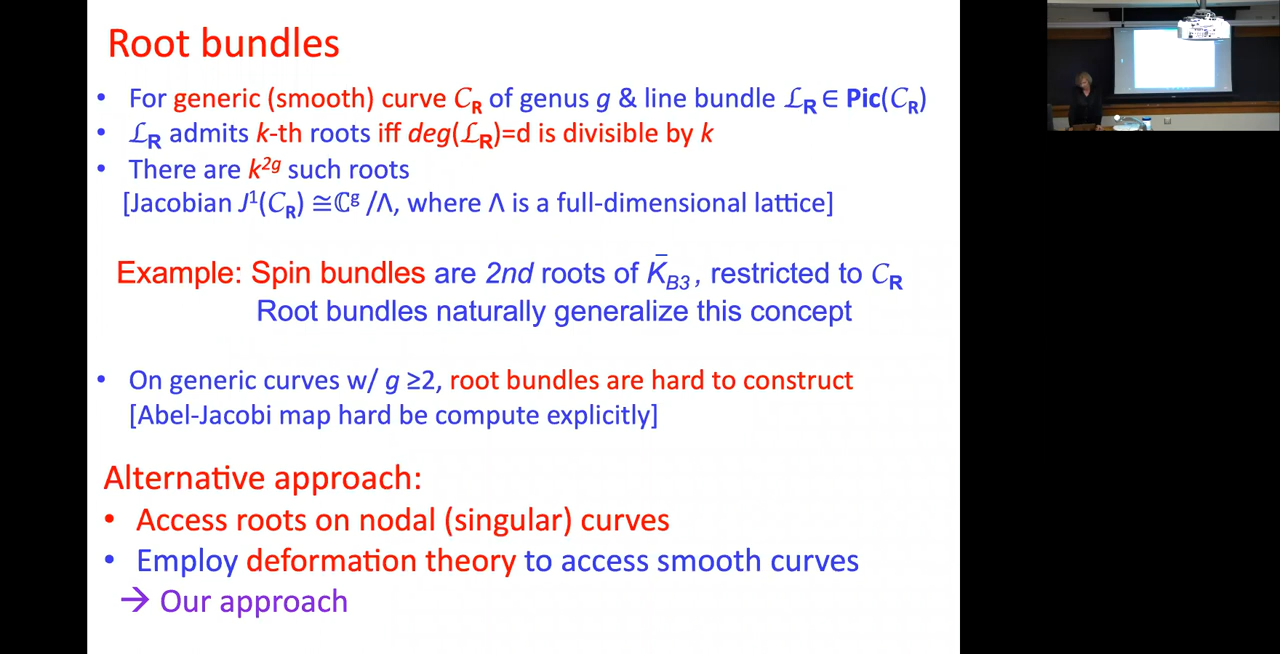 Root bundles
• For generic (smooth) curve C_R of genus g & line bundle ℒ_R ∈ Pic(C_R)
• ℒ_R admits k-th roots iff deg(ℒ_R)=d is divisible by k
• There are k²ᵍ such roots
[Jacobian J¹(C_R) ≅ℂᵍ /Λ, where Λ is a full-dimensional lattice]
Example: Spin bundles are 2nd roots of K̄_B3 , restricted to C_R
Root bundles naturally generalize this concept
• On generic curves w/ g ≥2, root bundles are hard to construct
[Abel-Jacobi map hard be compute explicitly]
Alternative approach:
• Access roots on nodal (singular) curves
• Employ deformation theory to access smooth curves
→ Our approach